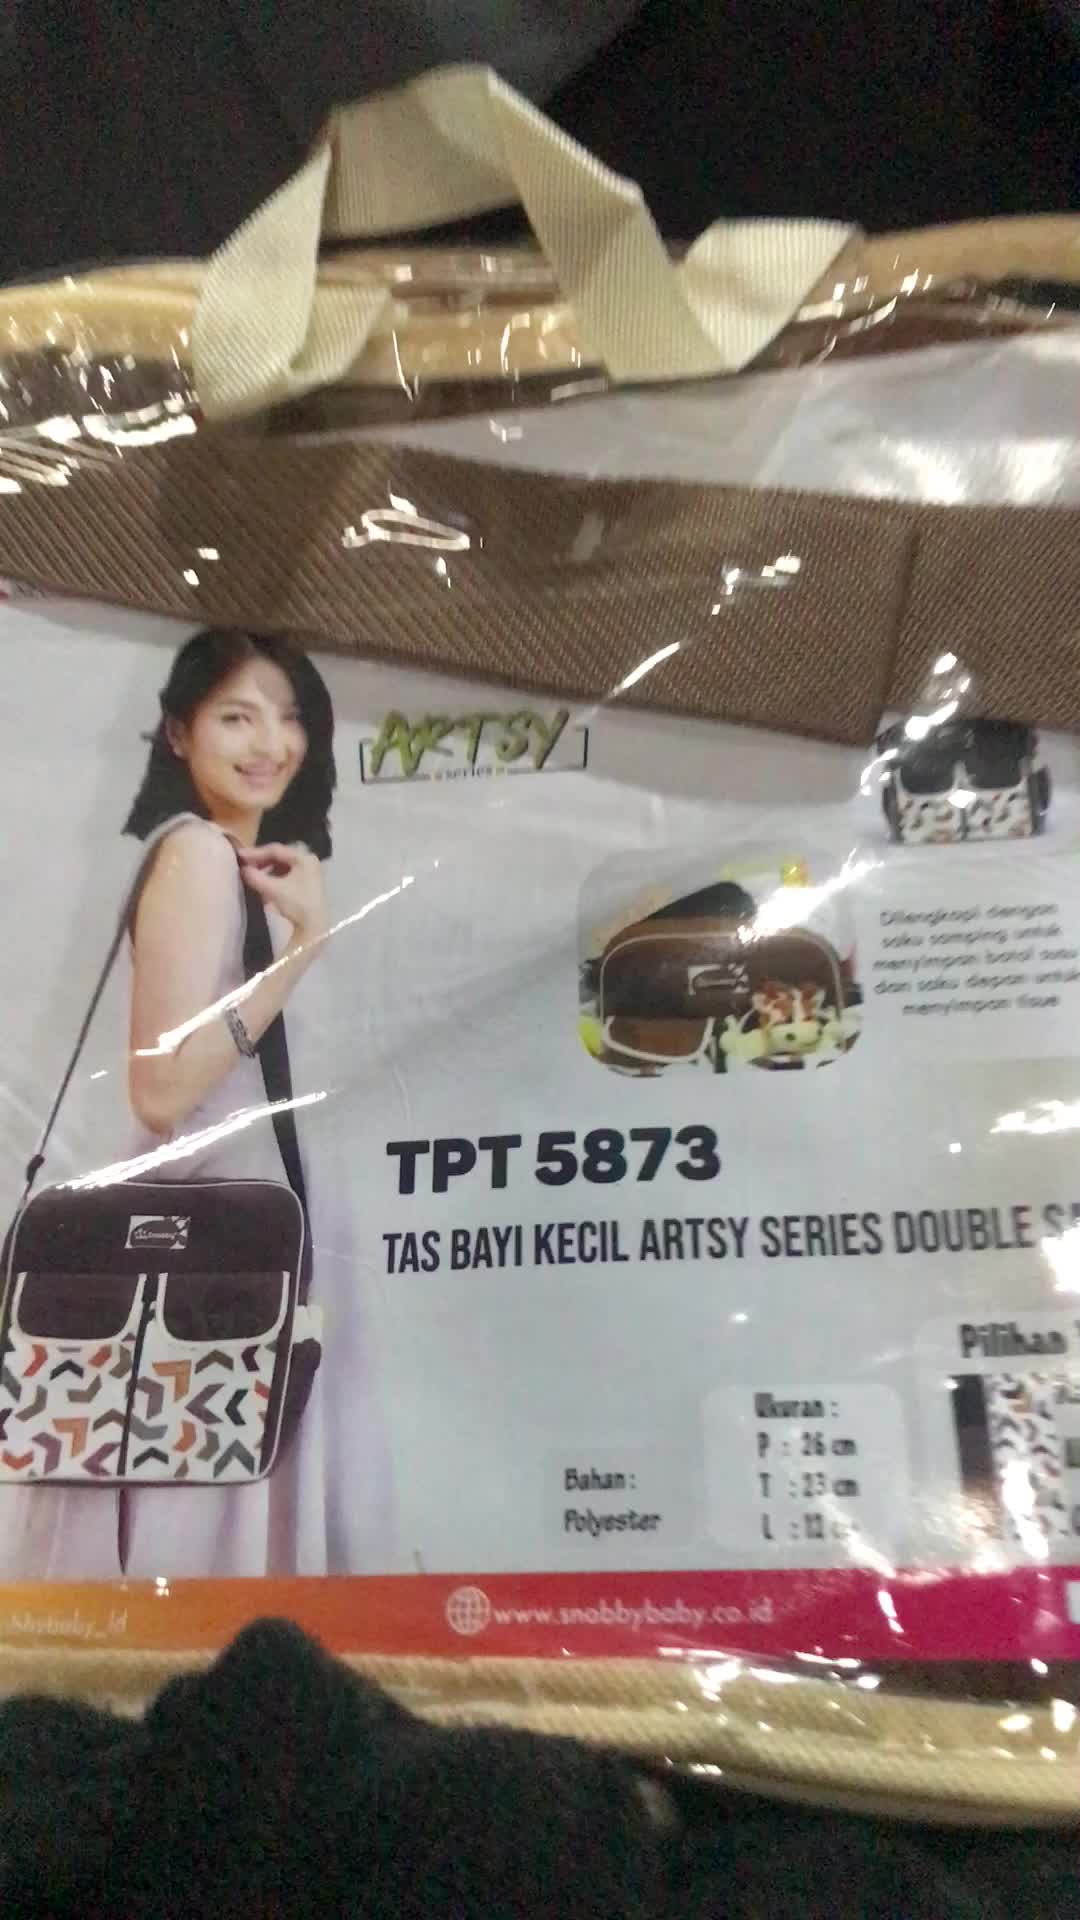 ARTSY
series
Dilengkapi dengan
saku samping untuk
menyimpan botol susu
dan saku depan untuk
menyimpan tisue
TPT 5873
TAS BAYI KECIL ARTSY SERIES DOUBLE
Pilihan
Ukuran :
P : 26 cm
T : 23 cm
L : 12
Bahan :
Polyester
www.snobbybaby.co.id